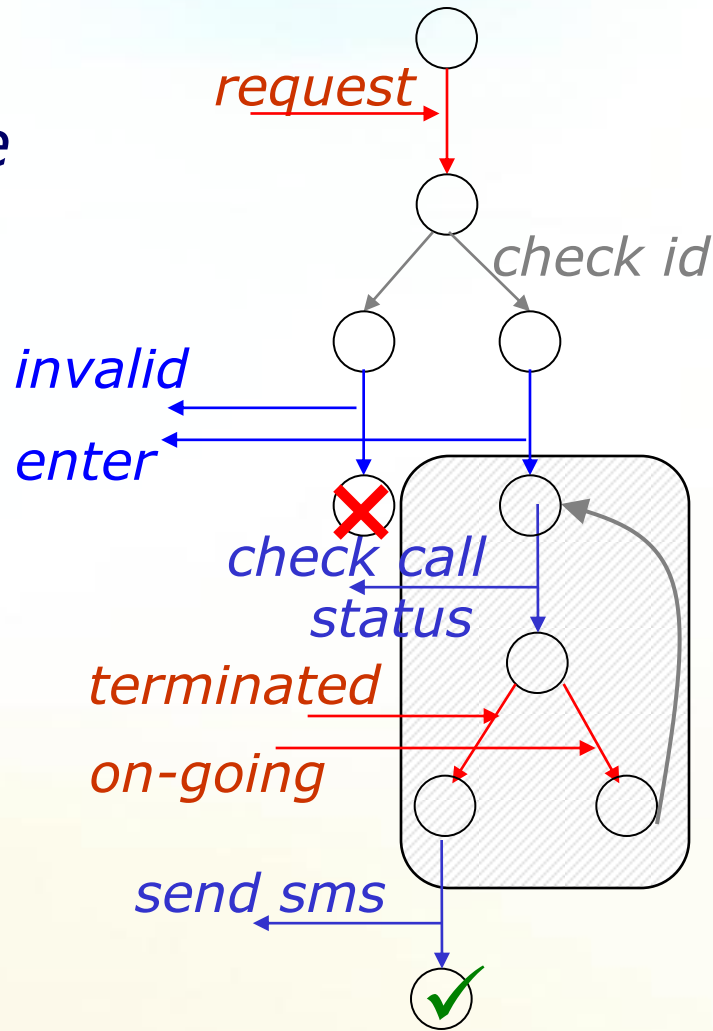 request
e
check id
invalid
enter
check call
status
terminated
on-going
send sms